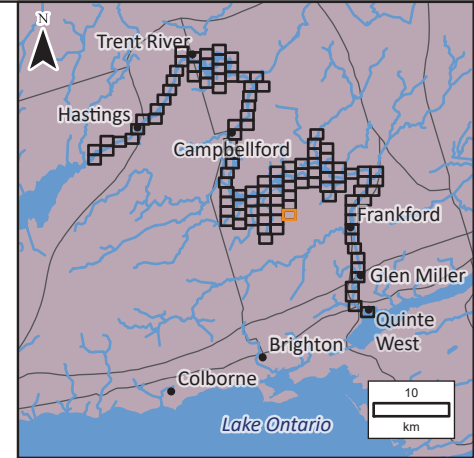 N
Trent River
Hastings
Campbellford
Frankford
Glen Miller
Quinte
West
Brighton
Colborne
10
km
Lake Ontario